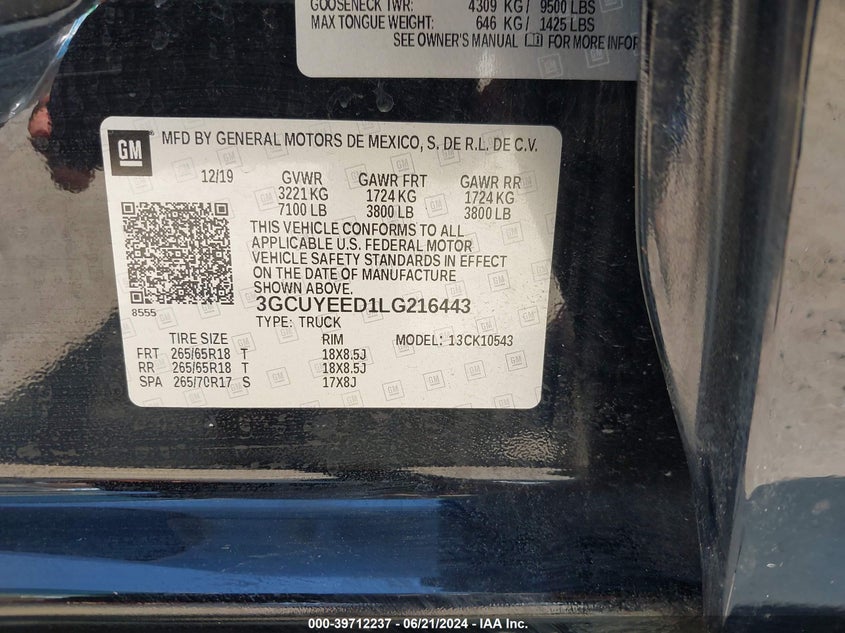 GOOSENECK TWR: 4309 KG / 9500 LBS
MAX TONGUE WEIGHT: 646 KG / 1425 LBS
SEE OWNER'S MANUAL FOR MORE INFOR
GM MFD BY GENERAL MOTORS DE MEXICO, S. DE R.L. DE C.V.
12/19 GVWR GAWR FRT GAWR RR
3221 KG 1724 KG 1724 KG
7100 LB 3800 LB 3800 LB
THIS VEHICLE CONFORMS TO ALL
APPLICABLE U.S. FEDERAL MOTOR
VEHICLE SAFETY STANDARDS IN EFFECT
ON THE DATE OF MANUFACTURE
SHOWN ABOVE.
8555 3GCUYEED1LG216443
TYPE: TRUCK
TIRE SIZE RIM MODEL: 13CK10543
FRT 265/65R18 T 18X8.5J
RR 265/65R18 T 18X8.5J
SPA 265/70R17 S 17X8J
000-39712237 - 06/21/2024 - IAA Inc.